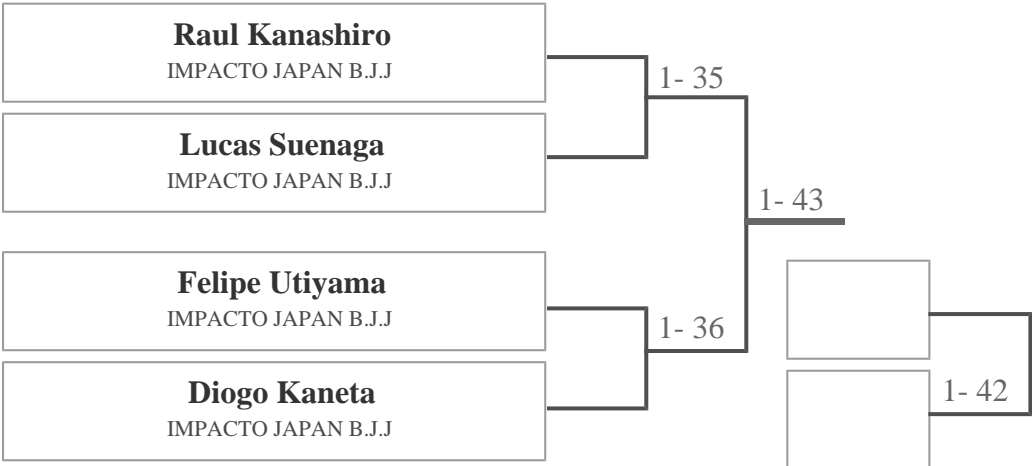 Raul Kanashiro
IMPACTO JAPAN B.J.J
1- 35
Lucas Suenaga
IMPACTO JAPAN B.J.J
1- 43
Felipe Utiyama
IMPACTO JAPAN B.J.J
1- 36
Diogo Kaneta
IMPACTO JAPAN B.J.J
1- 42